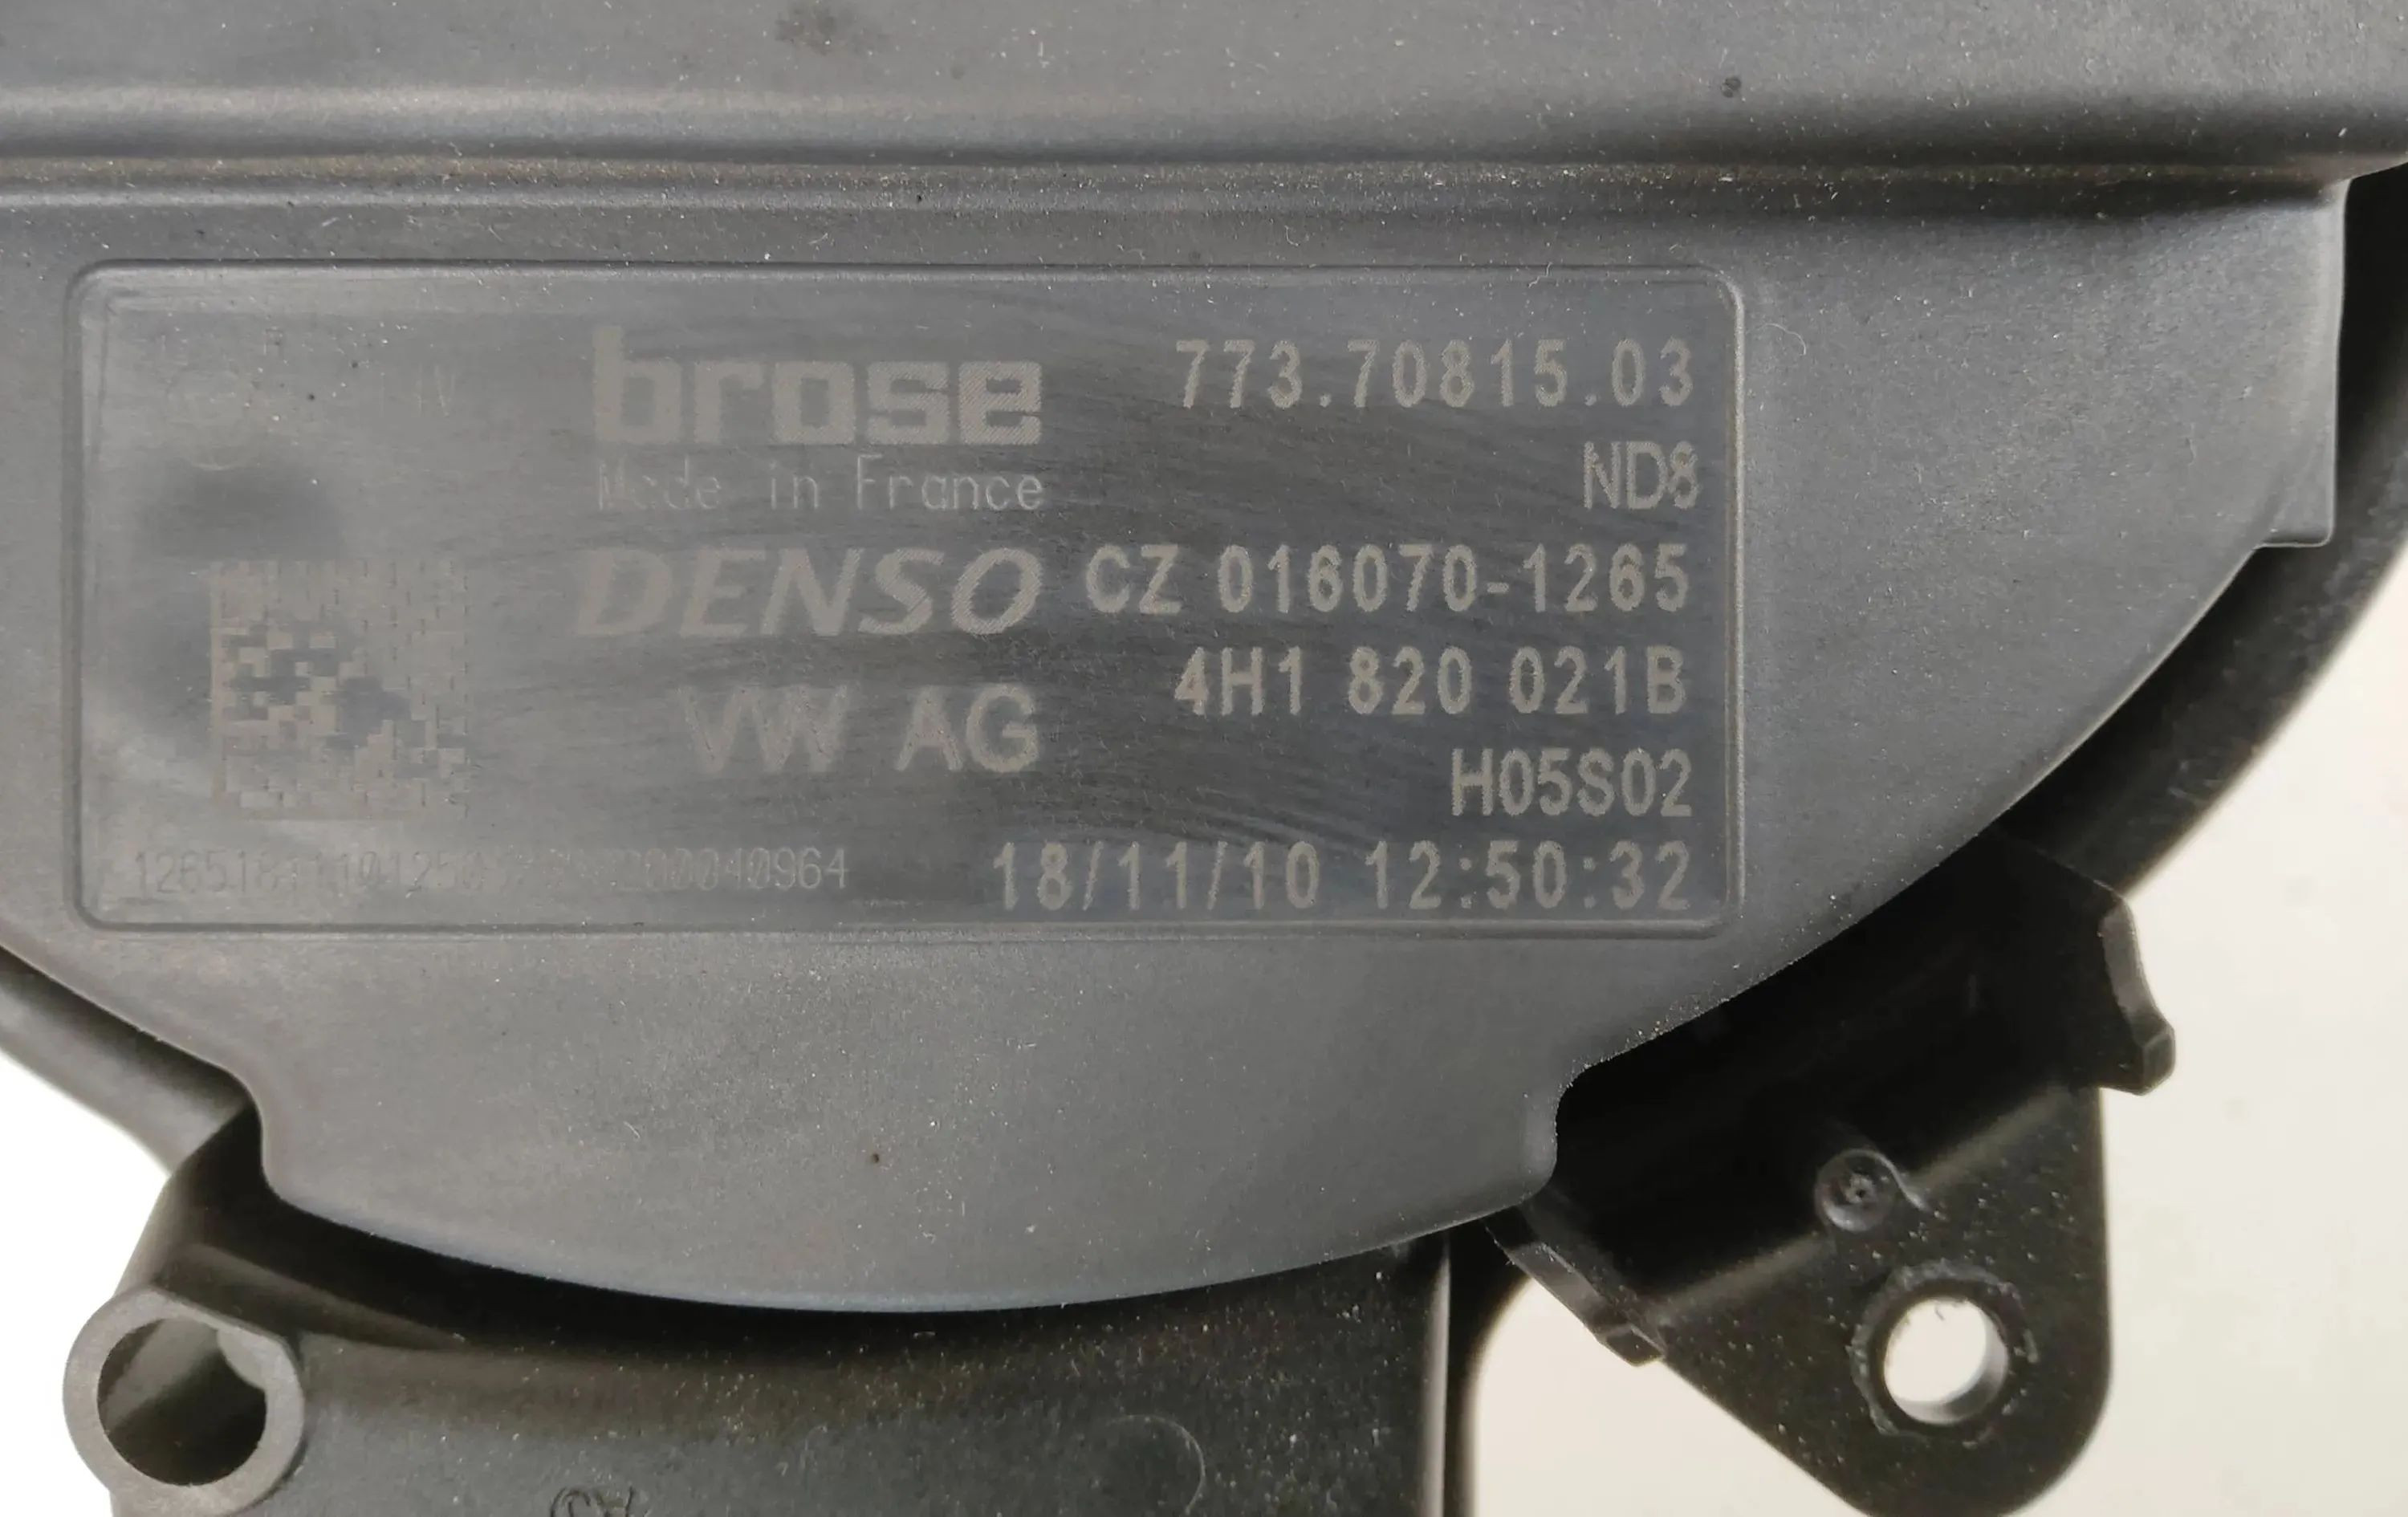 brose 773.70815.03
Made in France ND8
DENSO CZ 016070-1265
VW AG 4H1 820 021B
H05S02
18/11/10 12:50:32